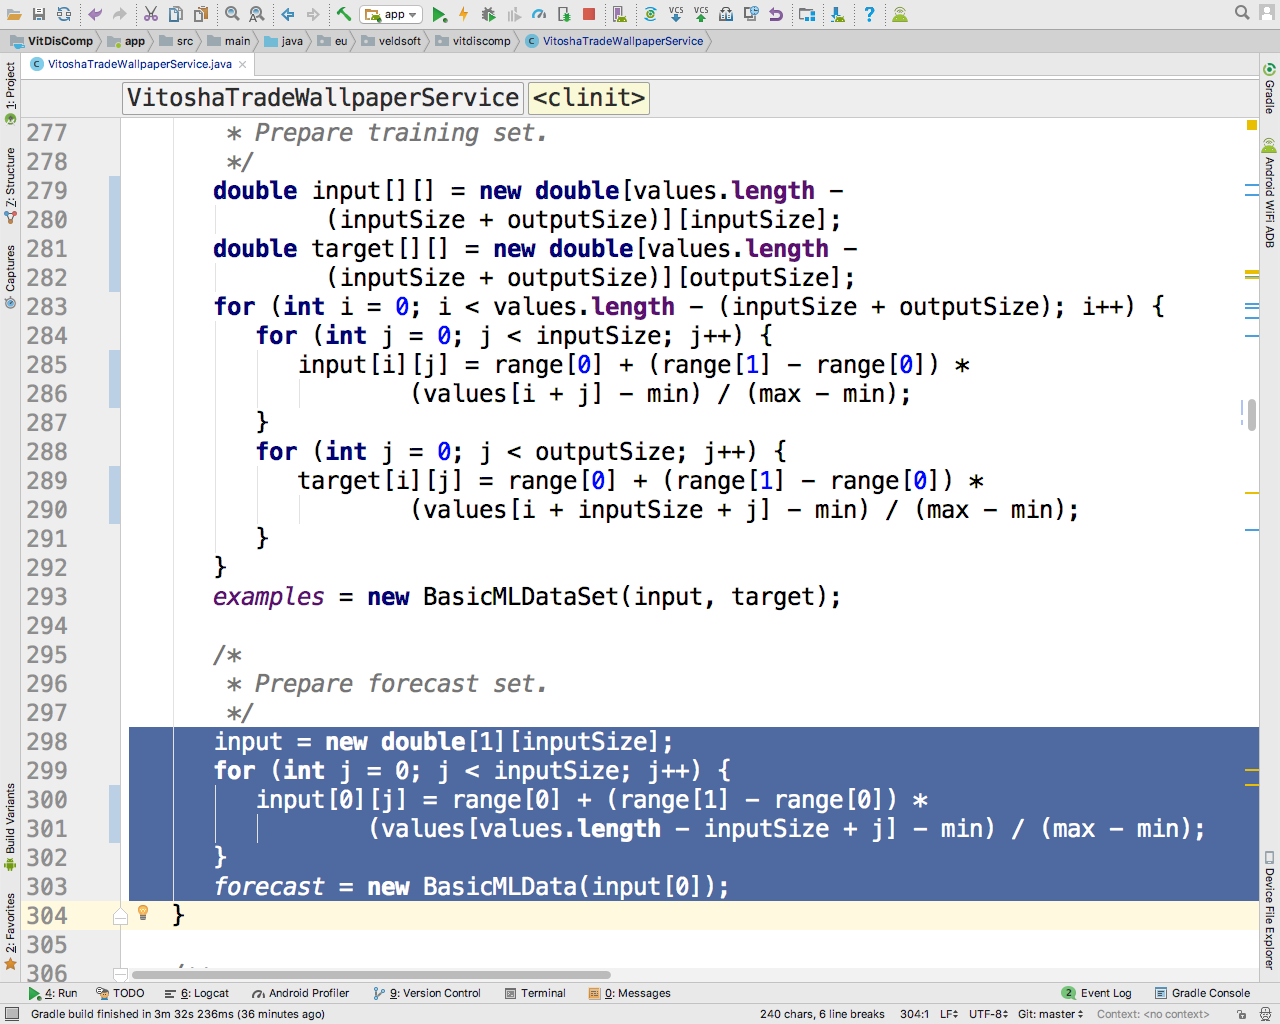 app
VCS
VCS
VitDisComp
app
src
main
java
eu
veldsoft
vitdiscomp
VitoshaTradeWallpaperService
VitoshaTradeWallpaperService.java
VitoshaTradeWallpaperService
<clinit>
277 * Prepare training set.
278 */
279 double input[][] = new double[values.length -
280 (inputSize + outputSize)][inputSize];
281 double target[][] = new double[values.length -
282 (inputSize + outputSize)][outputSize];
283 for (int i = 0; i < values.length - (inputSize + outputSize); i++) {
284 for (int j = 0; j < inputSize; j++) {
285 input[i][j] = range[0] + (range[1] - range[0]) *
286 (values[i + j] - min) / (max - min);
287 }
288 for (int j = 0; j < outputSize; j++) {
289 target[i][j] = range[0] + (range[1] - range[0]) *
290 (values[i + inputSize + j] - min) / (max - min);
291 }
292 }
293 examples = new BasicMLDataSet(input, target);
294
295 /*
296 * Prepare forecast set.
297 */
298 input = new double[1][inputSize];
299 for (int j = 0; j < inputSize; j++) {
300 input[0][j] = range[0] + (range[1] - range[0]) *
301 (values[values.length - inputSize + j] - min) / (max - min);
302 }
303 forecast = new BasicMLData(input[0]);
304 }
305
306
1: Project
7: Structure
Captures
Build Variants
2: Favorites
Gradle
Android WiFi ADB
Device File Explorer
4: Run
TODO
6: Logcat
Android Profiler
9: Version Control
Terminal
0: Messages
2 Event Log
Gradle Console
Gradle build finished in 3m 32s 236ms (36 minutes ago)
240 chars, 6 line breaks
304:1
LF
UTF-8
Git: master
Context: <no context>